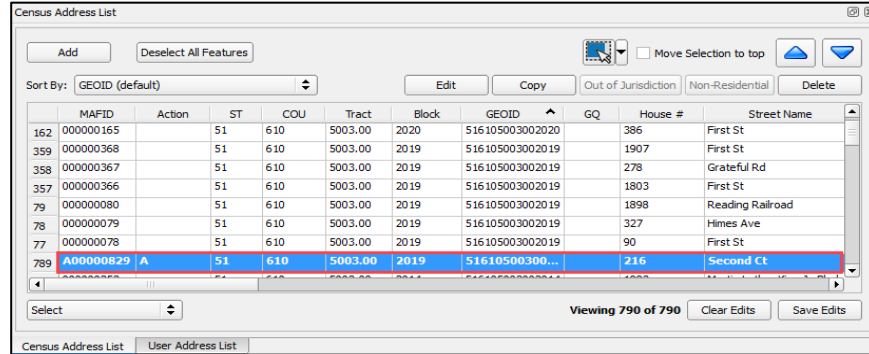 Census Address List
Add Deselect All Features Move Selection to top
Sort By: GEOID (default) Edit Copy Out of Jurisdiction Non-Residential Delete
MAFID Action ST COU Tract Block GEOID GQ House # Street Name
162 000000165 51 610 5003.00 2020 516105003002020 386 First St
359 000000368 51 610 5003.00 2019 516105003002019 1907 First St
358 000000367 51 610 5003.00 2019 516105003002019 278 Grateful Rd
357 000000366 51 610 5003.00 2019 516105003002019 1803 First St
79 000000080 51 610 5003.00 2019 516105003002019 1898 Reading Railroad
78 000000079 51 610 5003.00 2019 516105003002019 327 Himes Ave
77 000000078 51 610 5003.00 2019 516105003002019 90 First St
789 A00000829 A 51 610 5003.00 2019 51610500300... 216 Second Ct
Select Viewing 790 of 790 Clear Edits Save Edits
Census Address List User Address List